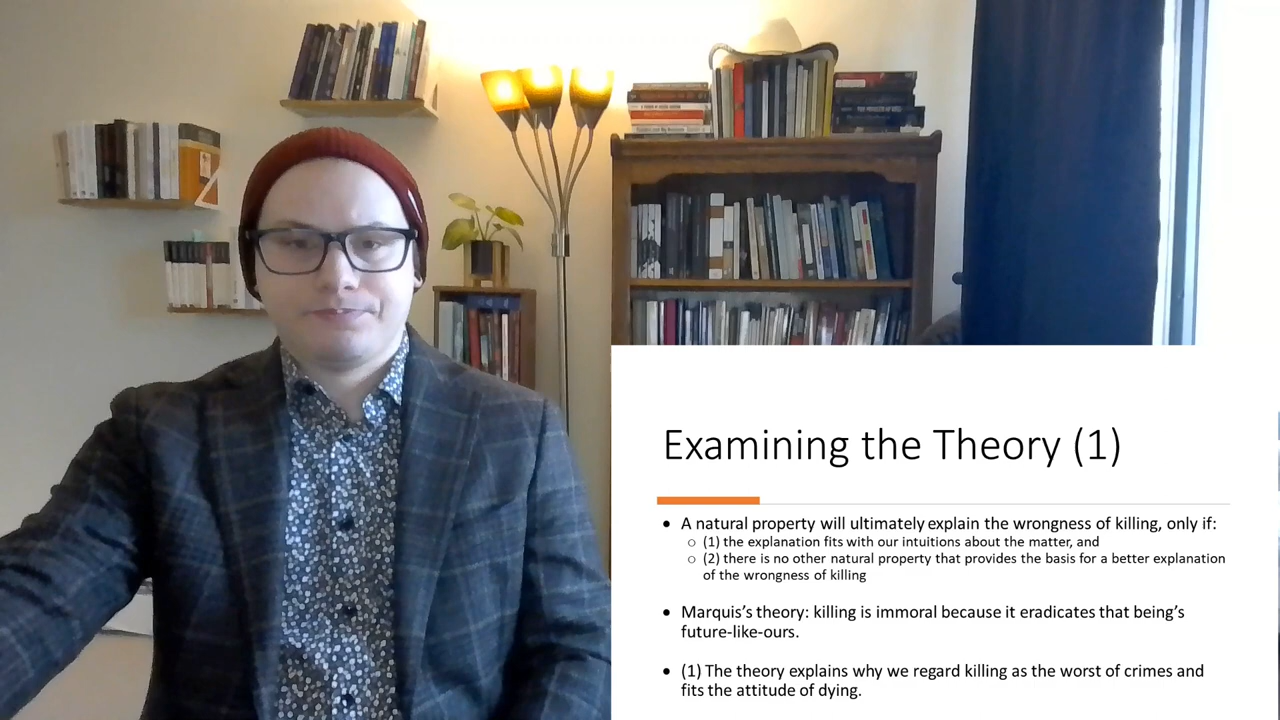 Examining the Theory (1)
• A natural property will ultimately explain the wrongness of killing, only if:
○ (1) the explanation fits with our intuitions about the matter, and
○ (2) there is no other natural property that provides the basis for a better explanation
of the wrongness of killing
• Marquis's theory: killing is immoral because it eradicates that being's
future-like-ours.
• (1) The theory explains why we regard killing as the worst of crimes and
fits the attitude of dying.